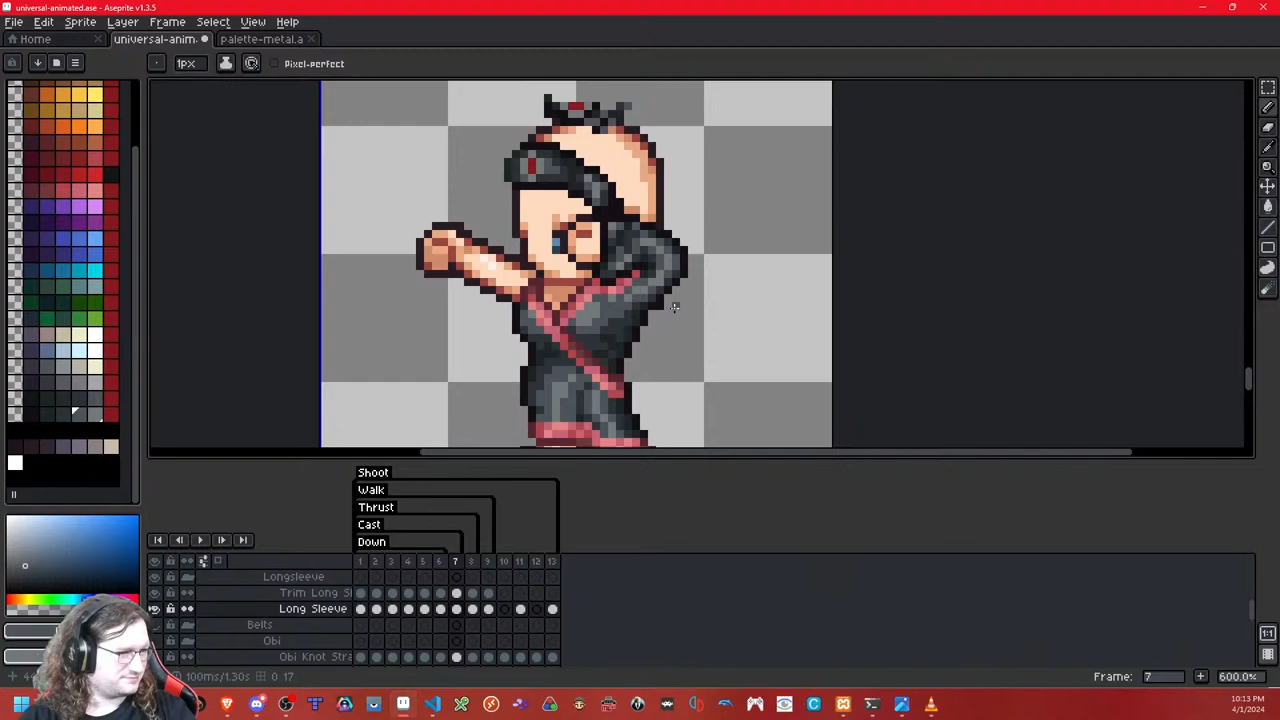 universal-animated.ase - Aseprite v1.3.5
File Edit Sprite Layer Frame Select View Help
Home universal-anim. palette-metal.a
1px Pixel-perfect
Shoot
Walk
Thrust
Cast
Down
1 2 3 4 5 6 7 8 9 10 11 12 13
Longsleeve
Trim Long S
Long Sleeve
Belts
Obi
Obi Knot Stra
100ms/1.30s 0 17 Frame: 7 600.0%
1:1
10:13 PM
4/1/2024